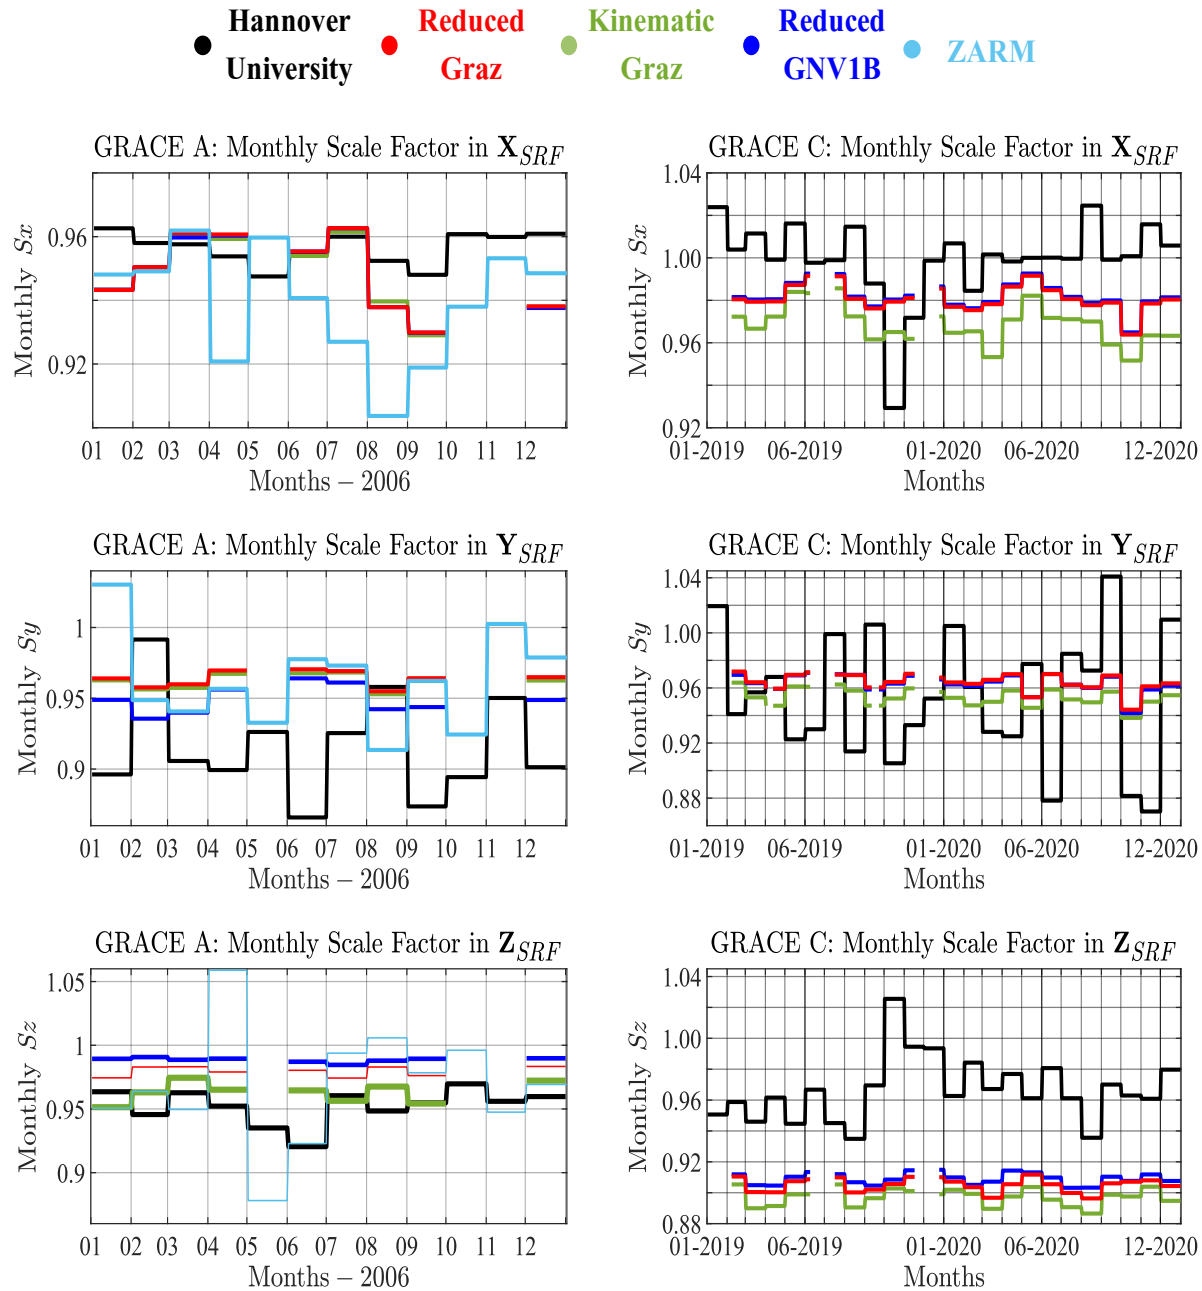 Hannover Reduced Kinematic Reduced
University Graz Graz GNV1B ZARM
GRACE A: Monthly Scale Factor in X_SRF
Monthly Sx
0.96
0.92
01 02 03 04 05 06 07 08 09 10 11 12
Months – 2006
GRACE C: Monthly Scale Factor in X_SRF
Monthly Sx
1.04
1.00
0.96
0.92
01-2019 06-2019 01-2020 06-2020 12-2020
Months
GRACE A: Monthly Scale Factor in Y_SRF
Monthly Sy
1
0.95
0.9
01 02 03 04 05 06 07 08 09 10 11 12
Months – 2006
GRACE C: Monthly Scale Factor in Y_SRF
Monthly Sy
1.04
1.00
0.96
0.92
0.88
01-2019 06-2019 01-2020 06-2020 12-2020
Months
GRACE A: Monthly Scale Factor in Z_SRF
Monthly Sz
1.05
1
0.95
0.9
01 02 03 04 05 06 07 08 09 10 11 12
Months – 2006
GRACE C: Monthly Scale Factor in Z_SRF
Monthly Sz
1.04
1.00
0.96
0.92
0.88
01-2019 06-2019 01-2020 06-2020 12-2020
Months